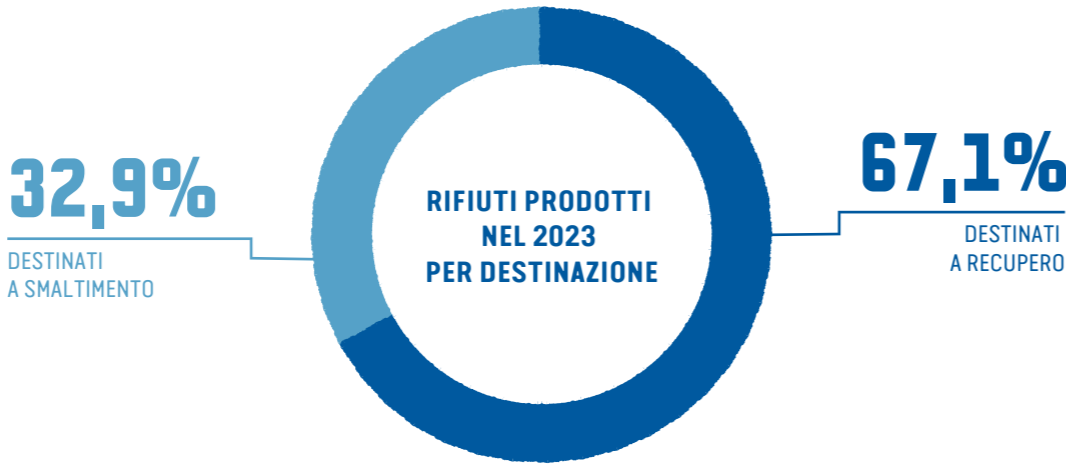 32,9%
DESTINATI
A SMALTIMENTO
RIFIUTI PRODOTTI
NEL 2023
PER DESTINAZIONE
67,1%
DESTINATI
A RECUPERO